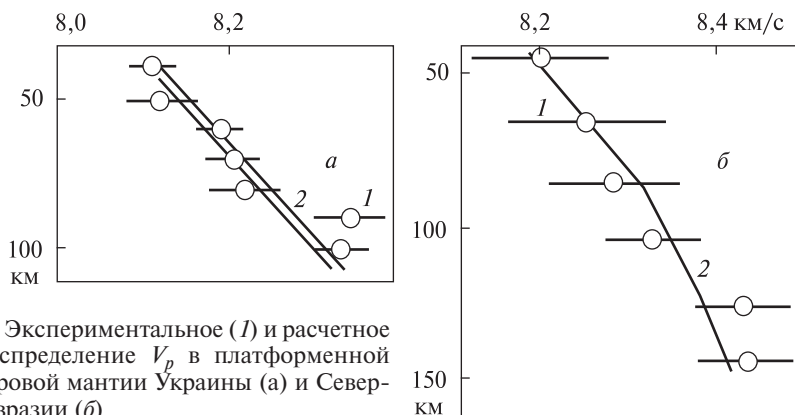 8,0 8,2
50
а
1
2
100
км
8,2 8,4 км/с
50
1
б
100
2
150
км
Экспериментальное (1) и расчетное
спределение Vp в платформенной
ровой мантии Украины (а) и Север-
вразии (б)